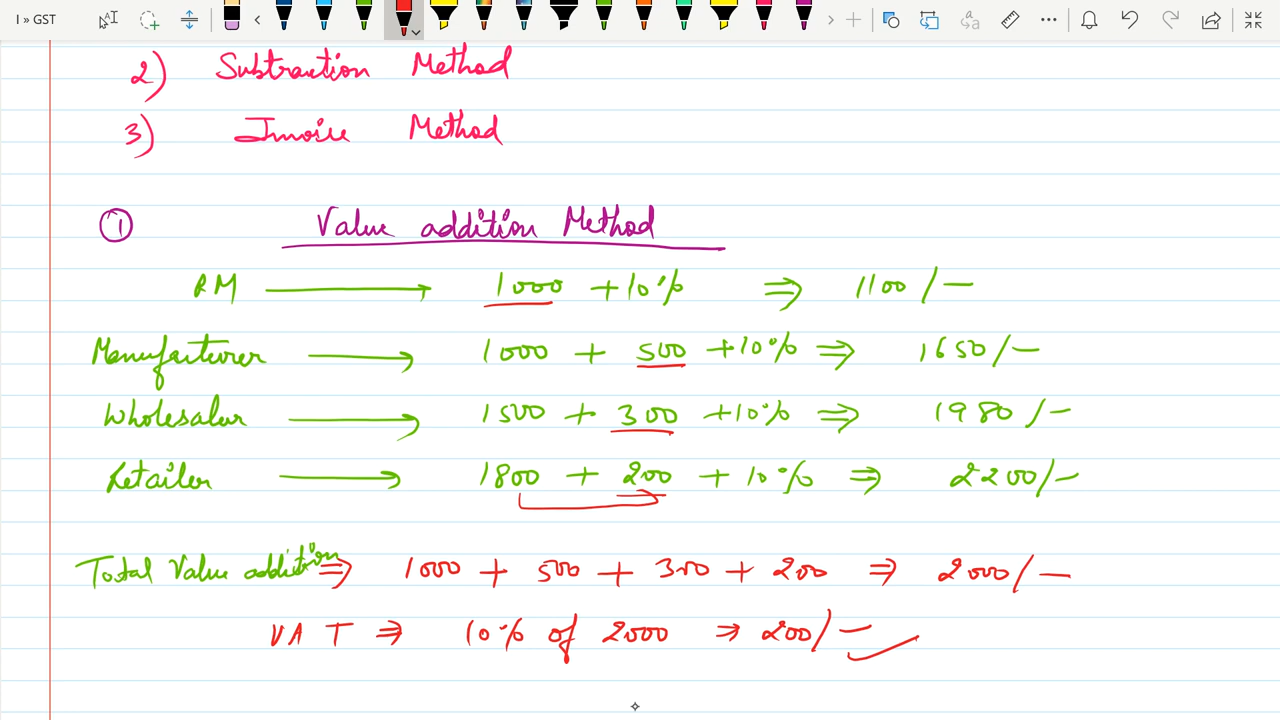 I » GST
2) Subtraction Method
3) Invoice Method
① Value addition Method
RM → 1000 +10% ⇒ 1100/-
Manufacturer → 1000 + 500 +10% ⇒ 1650/-
Wholesaler → 1500 + 300 +10% ⇒ 1980/-
Retailer → 1800 + 200 + 10% ⇒ 2200/-
Total Value addition ⇒ 1000 + 500 + 300 + 200 ⇒ 2000/-
VAT ⇒ 10% of 2000 ⇒ 200/-